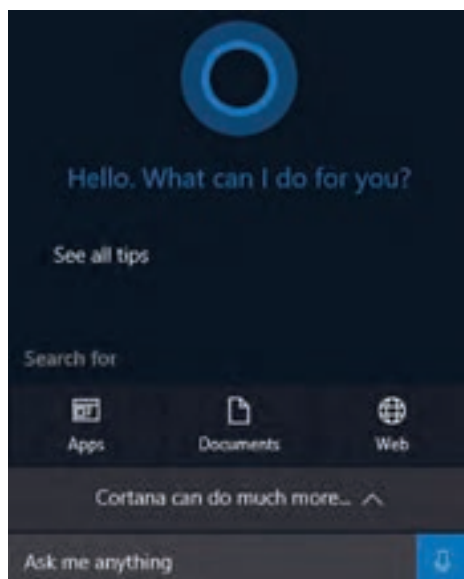 Hello. What can I do for you?
See all tips
Search for
Apps Documents Web
Cortana can do much more...
Ask me anything